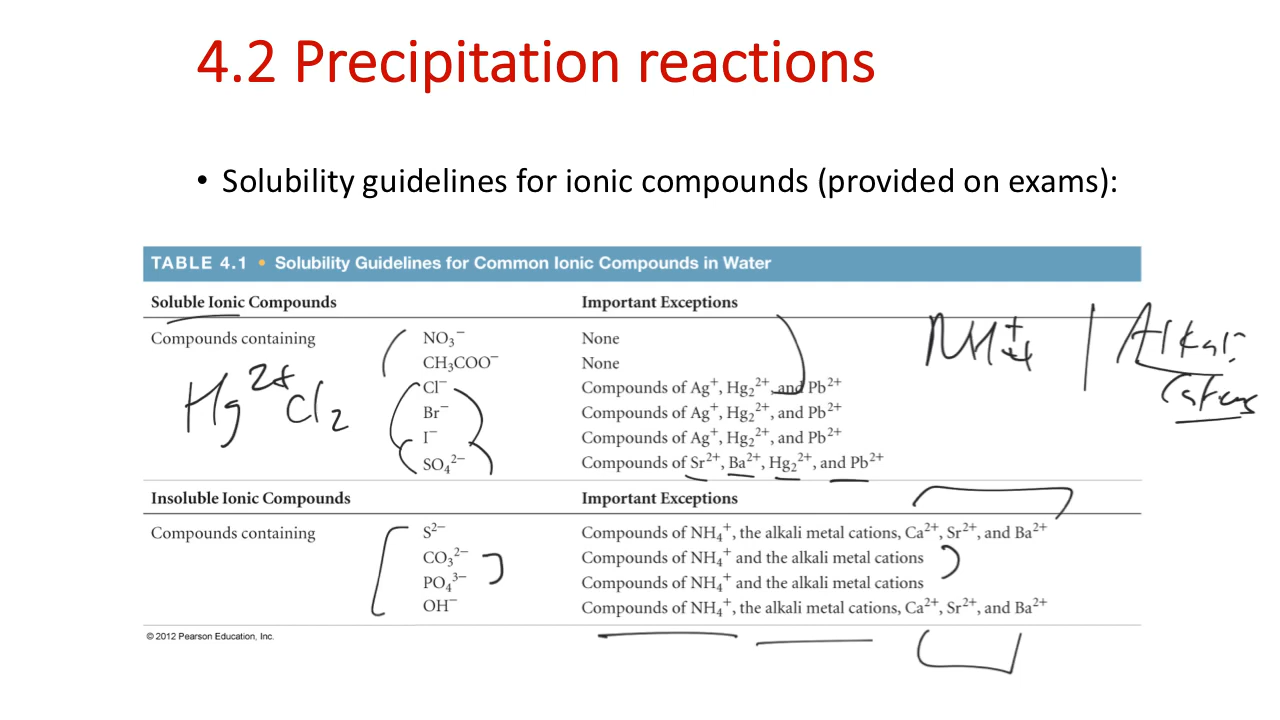 4.2 Precipitation reactions
• Solubility guidelines for ionic compounds (provided on exams):
TABLE 4.1 • Solubility Guidelines for Common Ionic Compounds in Water
Soluble Ionic Compounds Important Exceptions
Compounds containing NO₃⁻ None
CH₃COO⁻ None
Cl⁻ Compounds of Ag⁺, Hg₂²⁺, and Pb²⁺
Br⁻ Compounds of Ag⁺, Hg₂²⁺, and Pb²⁺
I⁻ Compounds of Ag⁺, Hg₂²⁺, and Pb²⁺
SO₄²⁻ Compounds of Sr²⁺, Ba²⁺, Hg₂²⁺, and Pb²⁺
Hg²⁺Cl₂
NH₄⁺ | Alkali
Insoluble Ionic Compounds Important Exceptions
Compounds containing S²⁻ Compounds of NH₄⁺, the alkali metal cations, Ca²⁺, Sr²⁺, and Ba²⁺
CO₃²⁻ Compounds of NH₄⁺ and the alkali metal cations
PO₄³⁻ Compounds of NH₄⁺ and the alkali metal cations
OH⁻ Compounds of NH₄⁺, the alkali metal cations, Ca²⁺, Sr²⁺, and Ba²⁺
© 2012 Pearson Education, Inc.